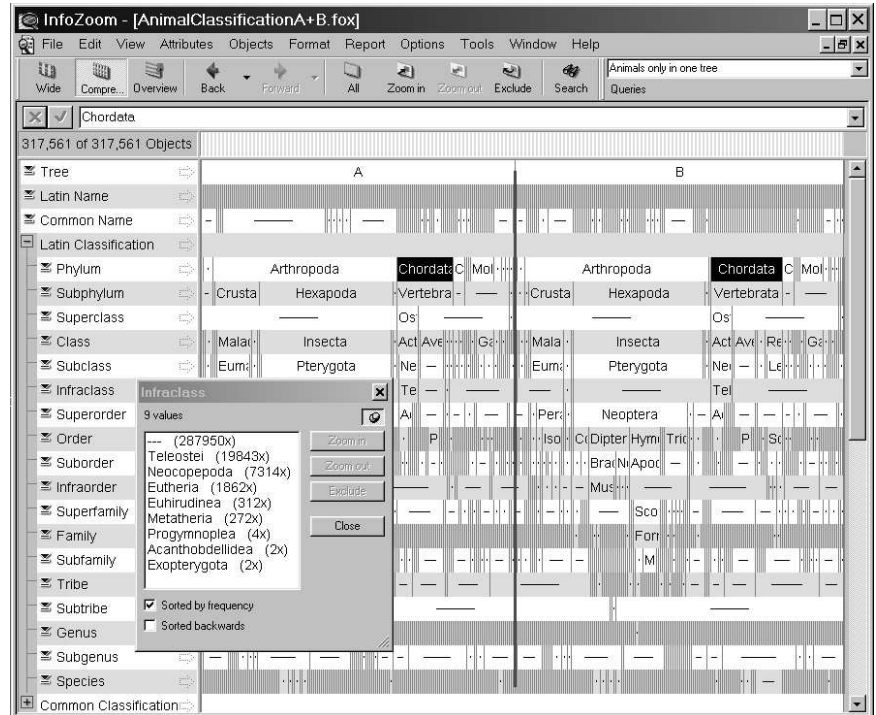 InfoZoom - [AnimalClassificationA+B.fox]
File Edit View Attributes Objects Format Report Options Tools Window Help
Wide Compre... Overview Back Forward All Zoom in Zoom out Exclude Search Animals only in one tree
Queries
Chordata
317,561 of 317,561 Objects
Tree A B
Latin Name
Common Name
Latin Classification
Phylum Arthropoda Chordata C Mol Arthropoda Chordata C Mol
Subphylum Crusta Hexapoda Vertebra Crusta Hexapoda Vertebrata
Superclass Os Os
Class Malac Insecta Act Ave Ga Mala Insecta Act Avi Re Ga
Subclass Euma Pterygota Ne Euma Pterygota Ne Le
Infraclass Te Tel
Superorder A Pera Neoptera A
Order P Iso Co Dipter Hym Tric P Sc
Suborder Brac Ni Apoc
Infraorder Mus
Superfamily Sco
Family Forr
Subfamily M
Tribe
Subtribe
Genus
Subgenus
Species
Common Classification
Infraclass
9 values
--- (287950x)
Teleostei (19843x)
Neocopepoda (7314x)
Eutheria (1862x)
Euhirudinea (312x)
Metatheria (272x)
Progymnoplea (4x)
Acanthobdellidea (2x)
Exopterygota (2x)
Zoom in
Zoom out
Exclude
Close
Sorted by frequency
Sorted backwards